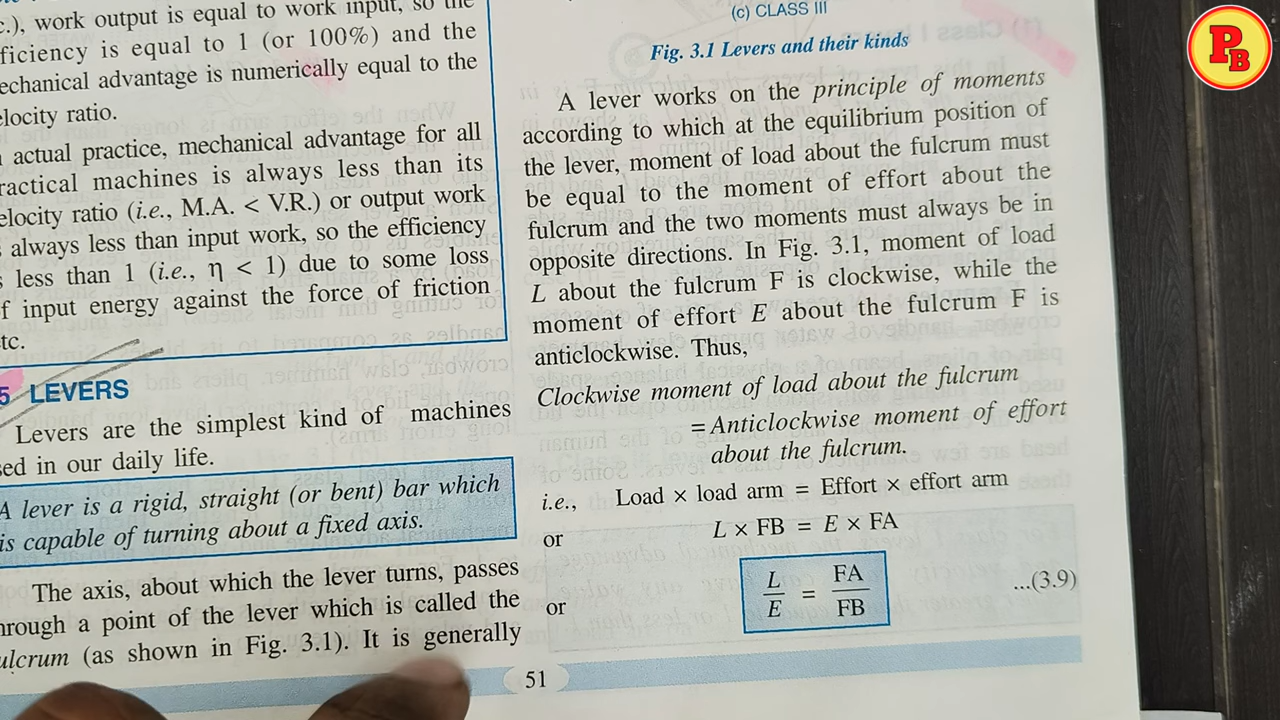 c.), work output is equal to work input, so the
ficiency is equal to 1 (or 100%) and the
echanical advantage is numerically equal to the
elocity ratio.
actual practice, mechanical advantage for all
ractical machines is always less than its
elocity ratio (i.e., M.A. < V.R.) or output work
always less than input work, so the efficiency
s less than 1 (i.e., η < 1) due to some loss
f input energy against the force of friction
tc.
5 LEVERS
Levers are the simplest kind of machines
sed in our daily life.
A lever is a rigid, straight (or bent) bar which
is capable of turning about a fixed axis.
The axis, about which the lever turns, passes
hrough a point of the lever which is called the
ulcrum (as shown in Fig. 3.1). It is generally
(c) CLASS III
Fig. 3.1 Levers and their kinds
A lever works on the principle of moments
according to which at the equilibrium position of
the lever, moment of load about the fulcrum must
be equal to the moment of effort about the
fulcrum and the two moments must always be in
opposite directions. In Fig. 3.1, moment of load
L about the fulcrum F is clockwise, while the
moment of effort E about the fulcrum F is
anticlockwise. Thus,
Clockwise moment of load about the fulcrum
= Anticlockwise moment of effort
about the fulcrum.
i.e., Load × load arm = Effort × effort arm
or L × FB = E × FA
or L/E = FA/FB ...(3.9)
51
PB